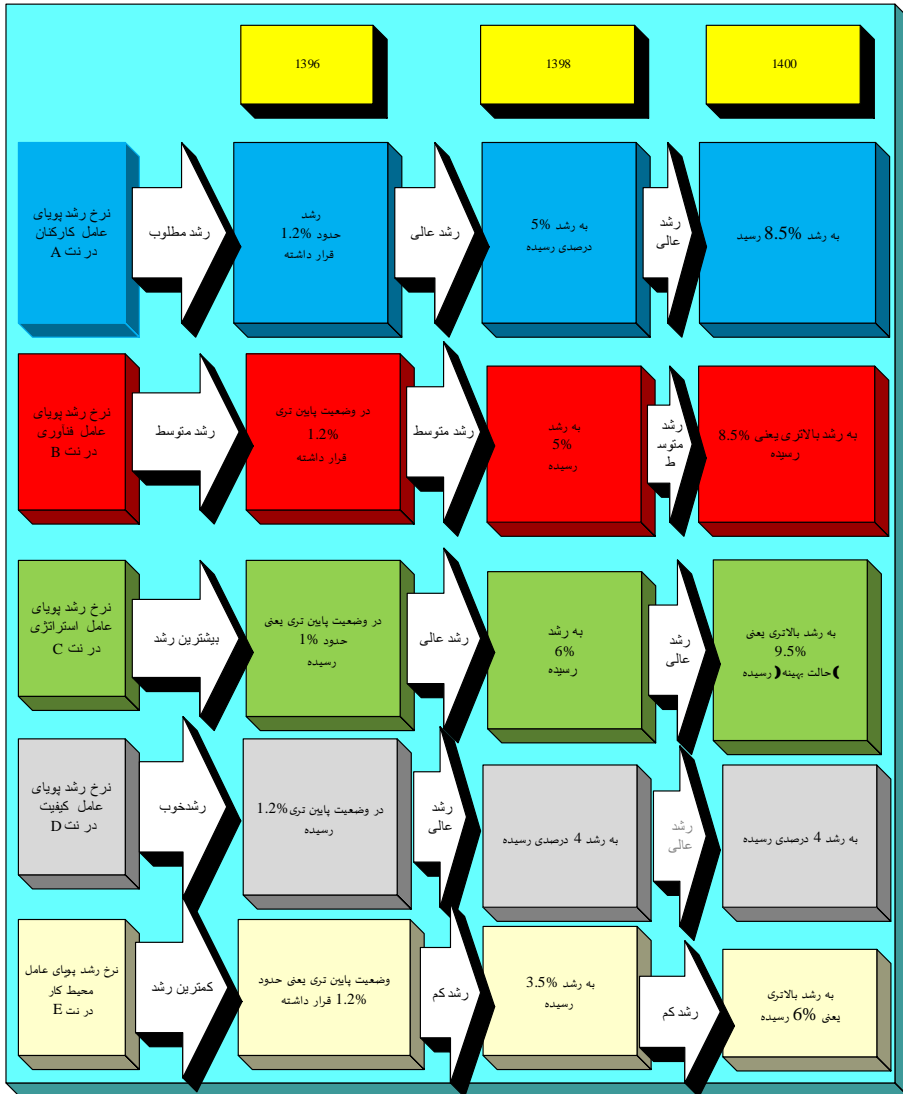 1396
1398
1400
نرخ رشد پویای
عامل کارکنان
در نت A
رشد مطلوب
رشد
حدود 1.2%
قرار داشته
رشد عالی
به رشد 5%
درصدی رسیده
رشد
عالی
به رشد 8.5% رسید
نرخ رشد پویای
عامل فناوری
در نت B
رشد متوسط
در وضعیت پایین تری
1.2%
قرار داشته
رشد متوسط
به رشد
5%
رسیده
رشد
متوس
ط
به رشد بالاتری یعنی 8.5%
رسیده
نرخ رشد پویای
عامل استراتژی
در نت C
بیشترین رشد
در وضعیت پایین تری یعنی
حدود 1%
رسیده
رشد عالی
به رشد
6%
رسیده
رشد
عالی
به رشد بالاتری یعنی
9.5%
)حالت بهینه( رسیده
نرخ رشد پویای
عامل کیفیت
در نت D
رشدخوب
در وضعیت پایین تری 1.2%
رسیده
رشد
عالی
به رشد 4 درصدی رسیده
رشد
عالی
به رشد 4 درصدی رسیده
نرخ رشد پویای عامل
محیط کار
در نت E
کمترین رشد
وضعیت پایین تری یعنی حدود
1.2% قرار داشته
رشد کم
به رشد 3.5%
رسیده
رشد کم
به رشد بالاتری
یعنی 6% رسیده